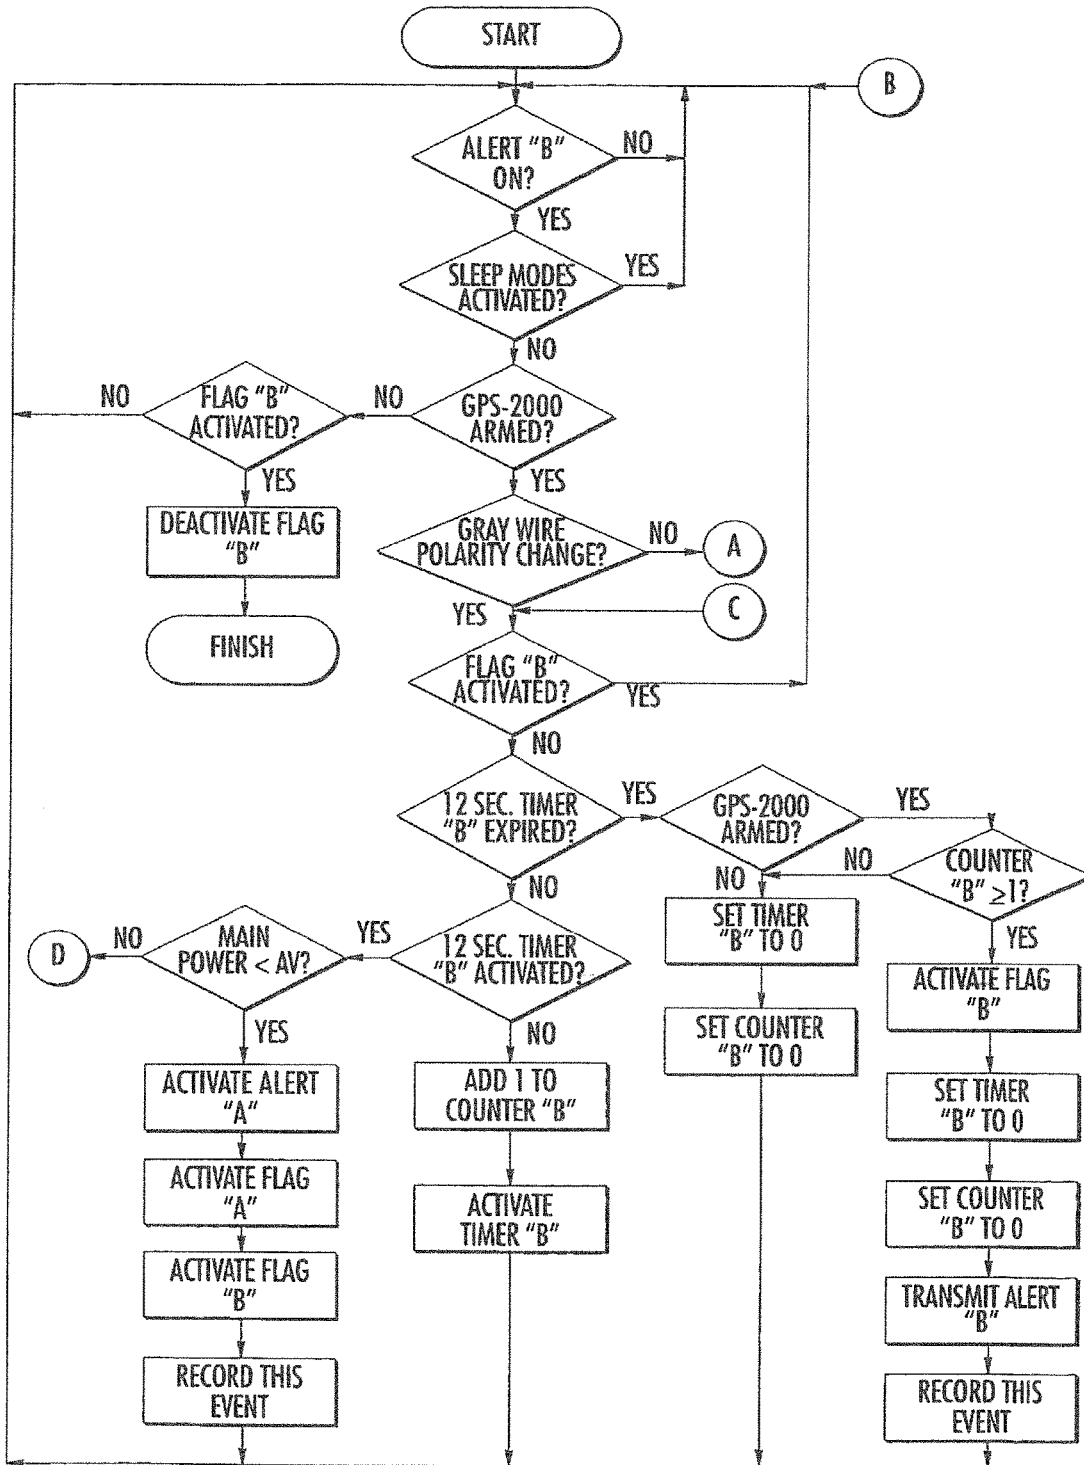 START
B
ALERT "B"
ON?
NO
YES
SLEEP MODES
ACTIVATED?
YES
NO
GPS-2000
ARMED?
NO
FLAG "B"
ACTIVATED?
NO
YES
DEACTIVATE FLAG
"B"
FINISH
YES
GRAY WIRE
POLARITY CHANGE?
NO
A
YES
C
FLAG "B"
ACTIVATED?
YES
NO
12 SEC. TIMER
"B" EXPIRED?
YES
GPS-2000
ARMED?
YES
NO
COUNTER
"B" ≥1?
NO
YES
NO
12 SEC. TIMER
"B" ACTIVATED?
YES
MAIN
POWER < AV?
NO
D
YES
ACTIVATE ALERT
"A"
ACTIVATE FLAG
"A"
ACTIVATE FLAG
"B"
RECORD THIS
EVENT
NO
ADD 1 TO
COUNTER "B"
ACTIVATE
TIMER "B"
SET TIMER
"B" TO 0
SET COUNTER
"B" TO 0
ACTIVATE FLAG
"B"
SET TIMER
"B" TO 0
SET COUNTER
"B" TO 0
TRANSMIT ALERT
"B"
RECORD THIS
EVENT